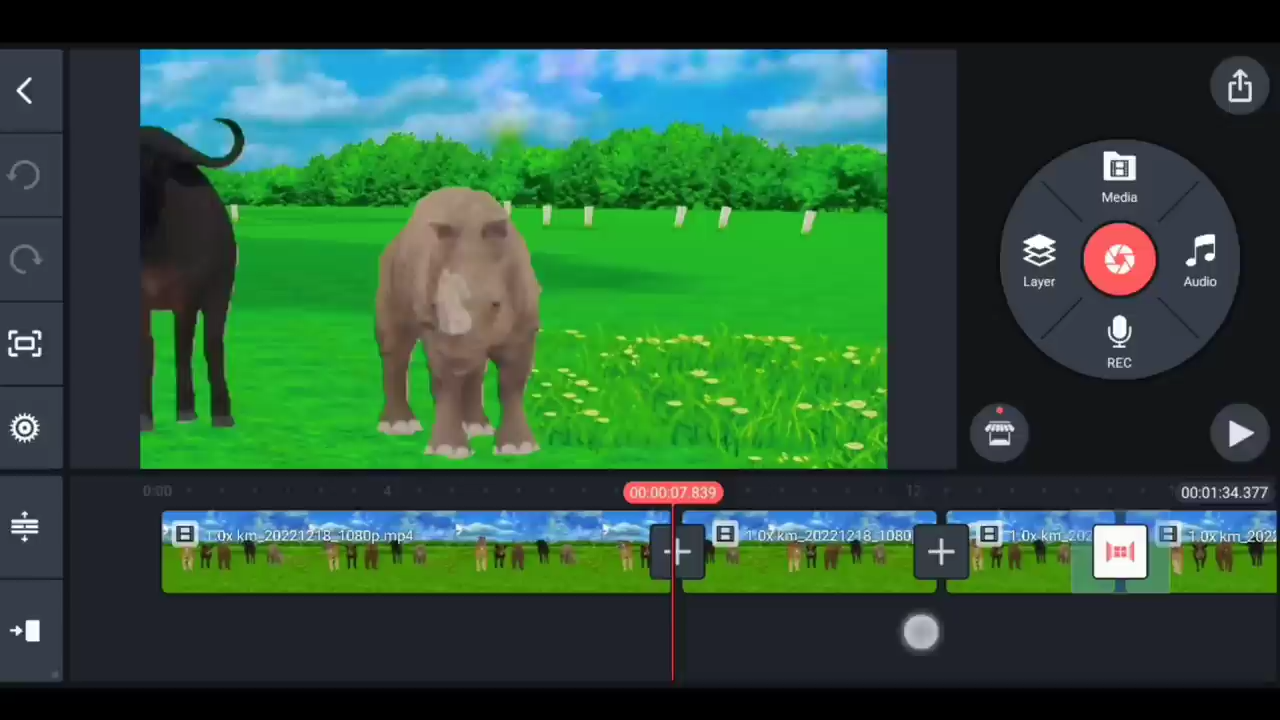 Media
Layer
Audio
REC
0:00
4
00:00:07.839
12
00:01:34.377
1.0x km_20221218_1080p.mp4
1.0x km_20221218_1080
1.0x km_202
1.0x km_202